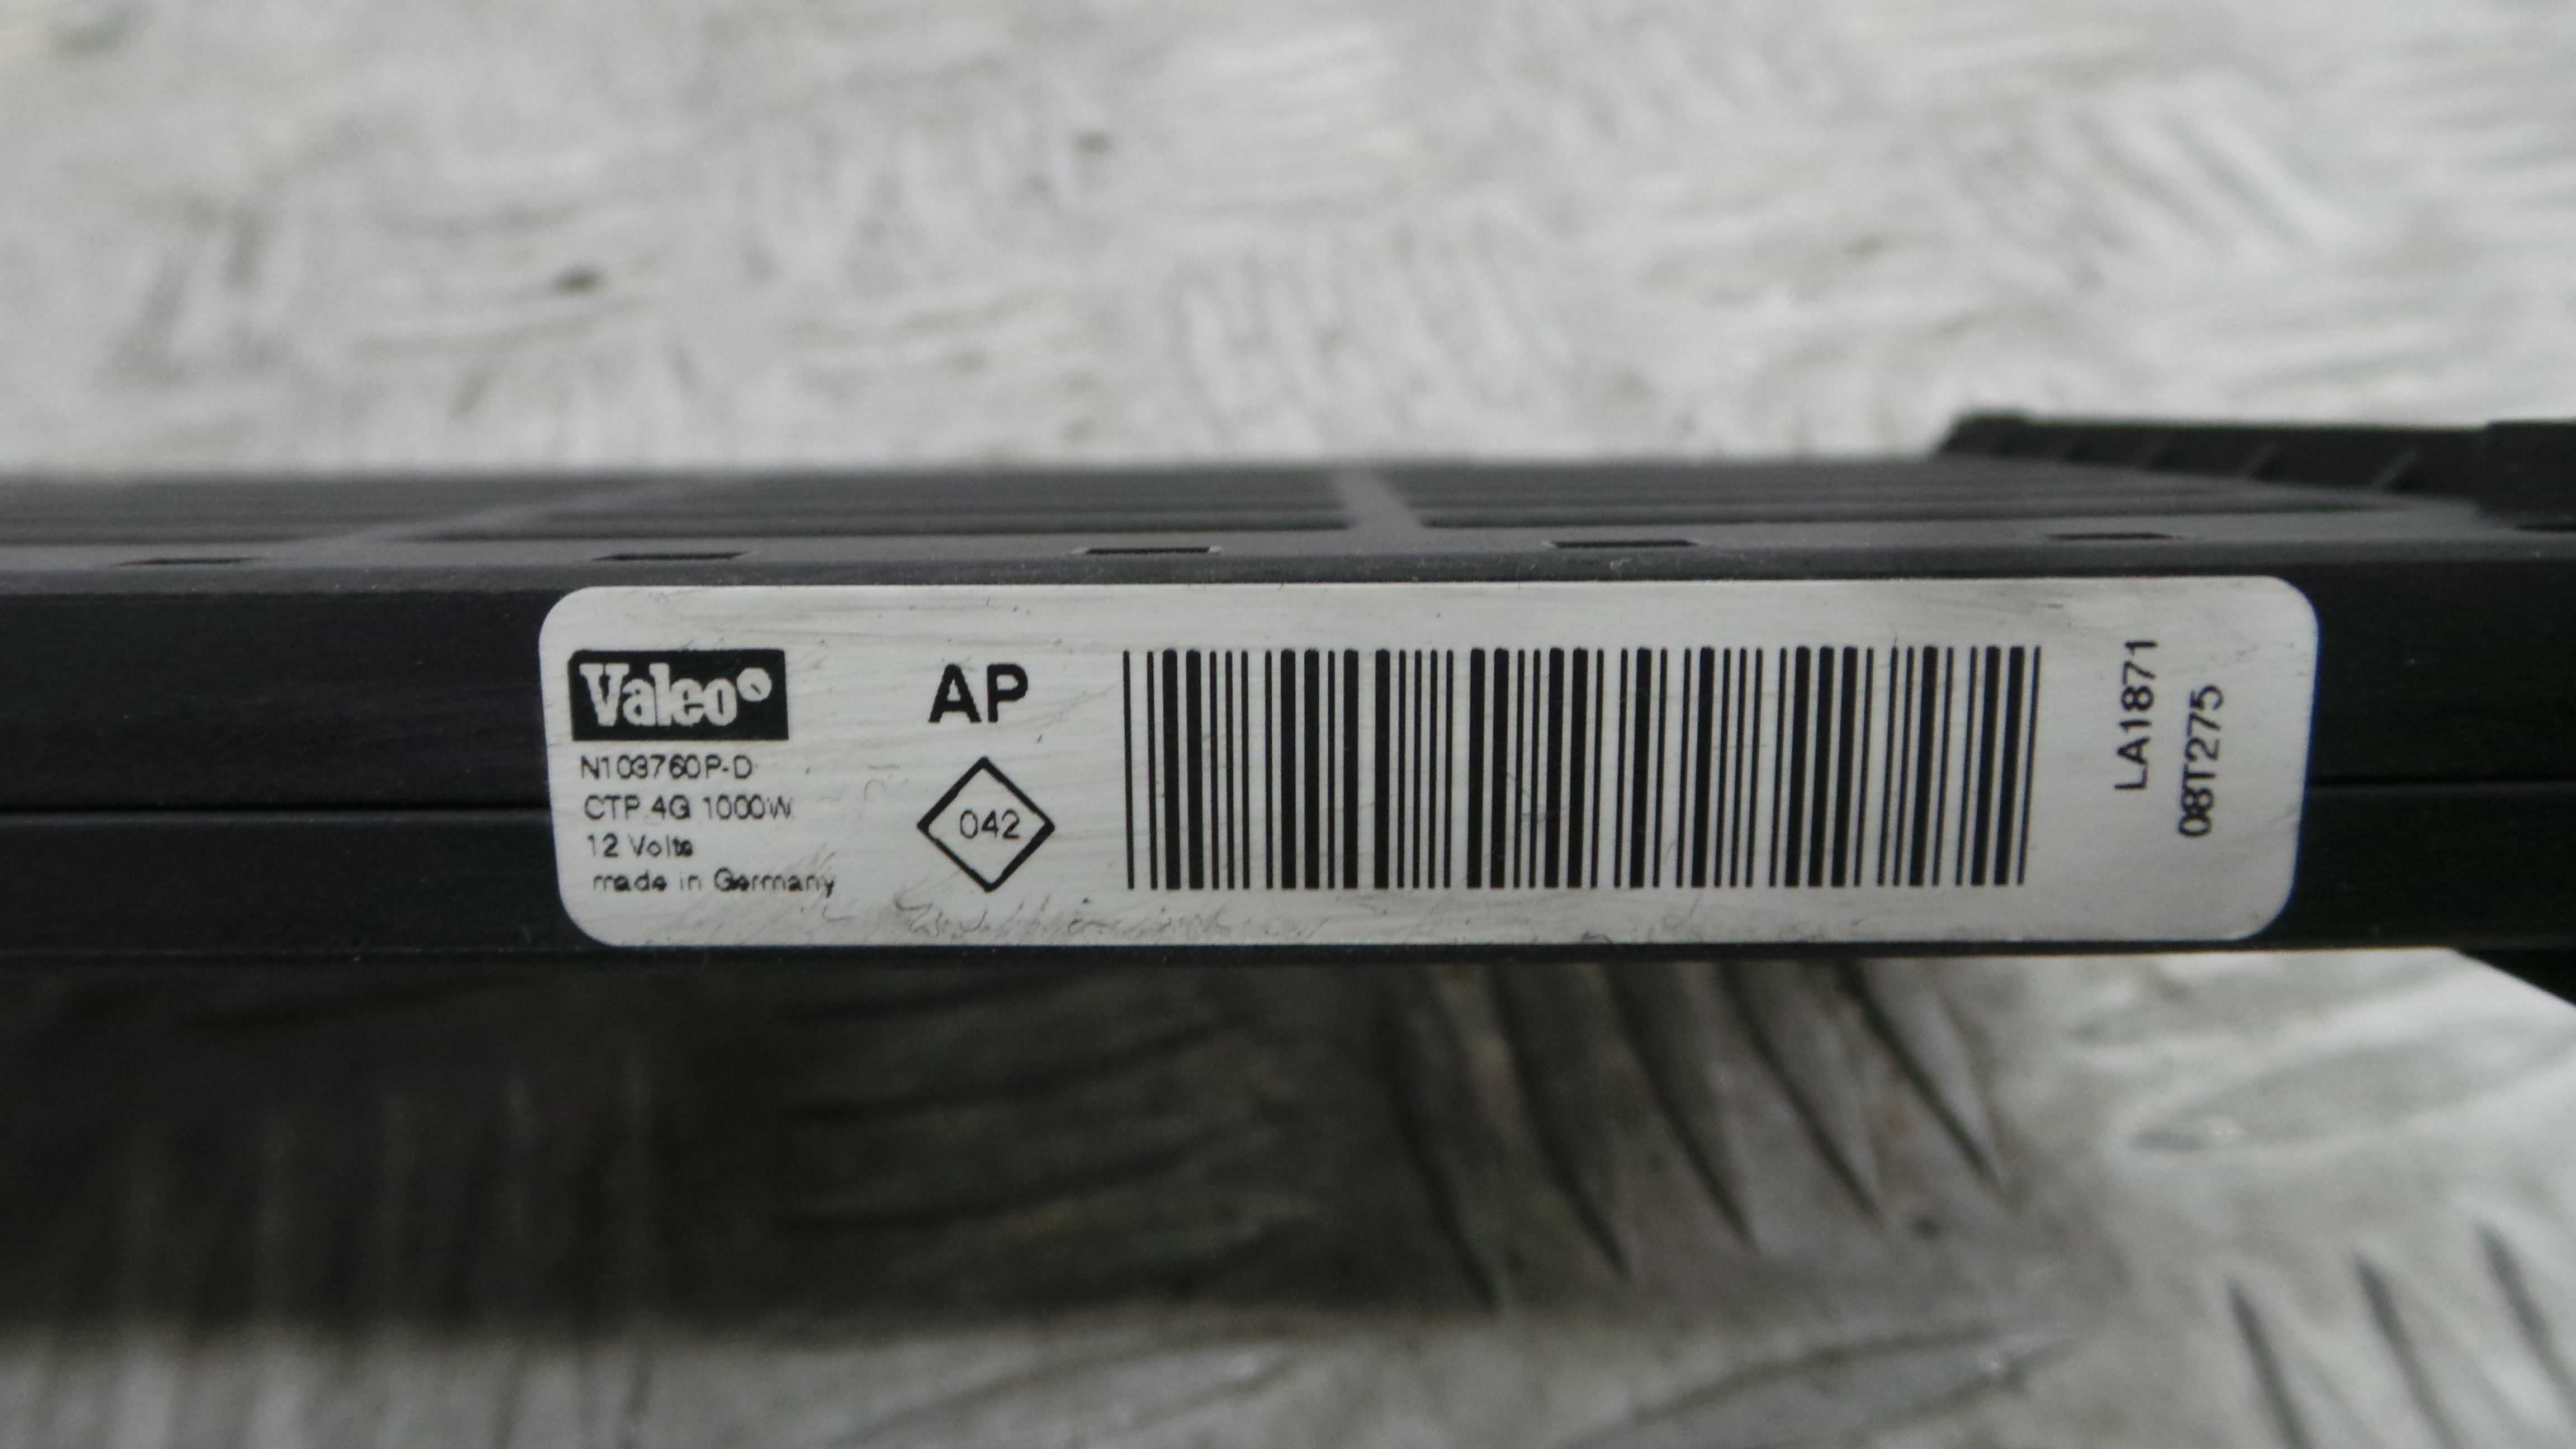 Valeo
N103760P-D
CTP 4G 1000W
12 Volts
made in Germany
AP
042
LA1871
08T275